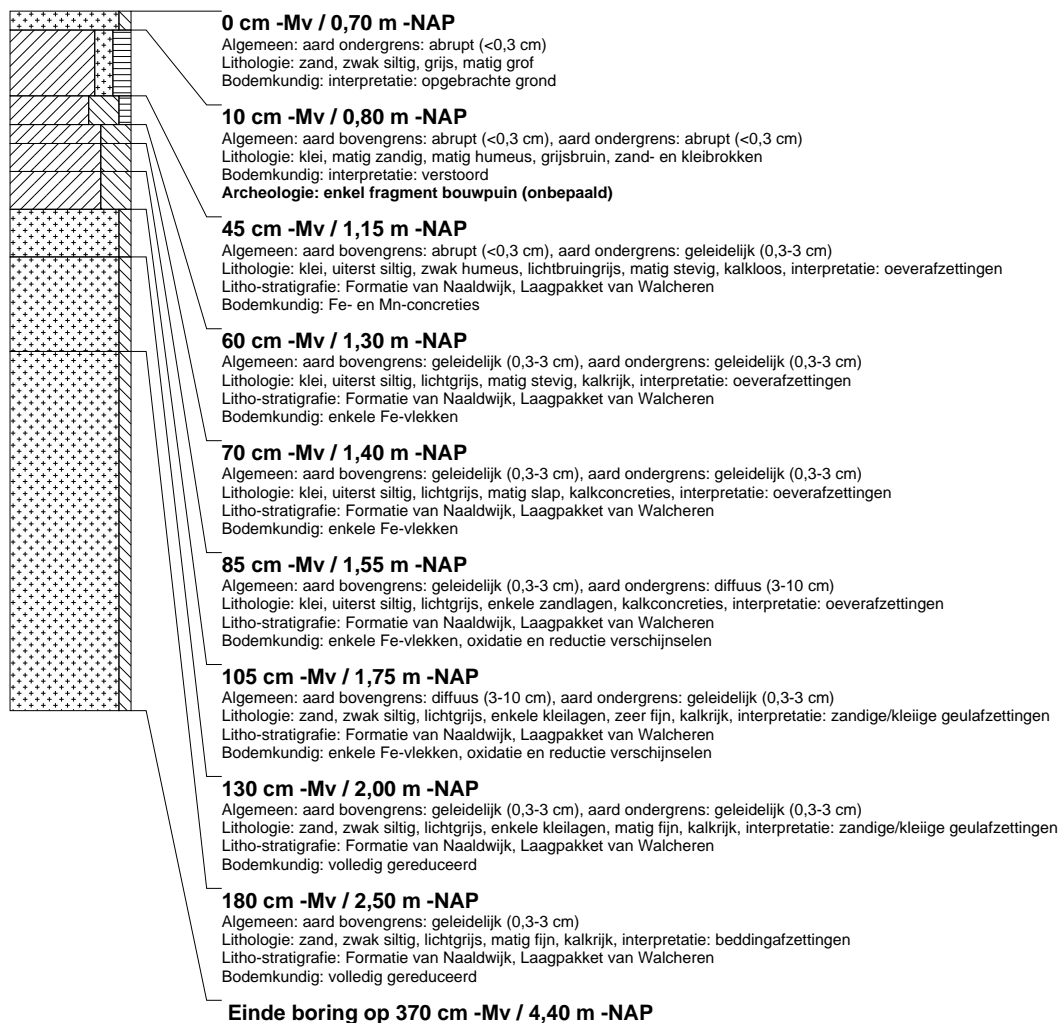 0 cm -Mv / 0,70 m -NAP
Algemeen: aard ondergrens: abrupt (<0,3 cm)
Lithologie: zand, zwak siltig, grijs, matig grof
Bodemkundig: interpretatie: opgebrachte grond
10 cm -Mv / 0,80 m -NAP
Algemeen: aard bovengrens: abrupt (<0,3 cm), aard ondergrens: abrupt (<0,3 cm)
Lithologie: klei, matig zandig, matig humeus, grijsbruin, zand- en kleibrokken
Bodemkundig: interpretatie: verstoord
Archeologie: enkel fragment bouwpuin (onbepaald)
45 cm -Mv / 1,15 m -NAP
Algemeen: aard bovengrens: abrupt (<0,3 cm), aard ondergrens: geleidelijk (0,3-3 cm)
Lithologie: klei, uiterst siltig, zwak humeus, lichtbruingrijs, matig stevig, kalkloos, interpretatie: oeverafzettingen
Litho-stratigrafie: Formatie van Naaldwijk, Laagpakket van Walcheren
Bodemkundig: Fe- en Mn-concreties
60 cm -Mv / 1,30 m -NAP
Algemeen: aard bovengrens: geleidelijk (0,3-3 cm), aard ondergrens: geleidelijk (0,3-3 cm)
Lithologie: klei, uiterst siltig, lichtgrijs, matig stevig, kalkrijk, interpretatie: oeverafzettingen
Litho-stratigrafie: Formatie van Naaldwijk, Laagpakket van Walcheren
Bodemkundig: enkele Fe-vlekken
70 cm -Mv / 1,40 m -NAP
Algemeen: aard bovengrens: geleidelijk (0,3-3 cm), aard ondergrens: geleidelijk (0,3-3 cm)
Lithologie: klei, uiterst siltig, lichtgrijs, matig slap, kalkconcreties, interpretatie: oeverafzettingen
Litho-stratigrafie: Formatie van Naaldwijk, Laagpakket van Walcheren
Bodemkundig: enkele Fe-vlekken
85 cm -Mv / 1,55 m -NAP
Algemeen: aard bovengrens: geleidelijk (0,3-3 cm), aard ondergrens: diffuus (3-10 cm)
Lithologie: klei, uiterst siltig, lichtgrijs, enkele zandlagen, kalkconcreties, interpretatie: oeverafzettingen
Litho-stratigrafie: Formatie van Naaldwijk, Laagpakket van Walcheren
Bodemkundig: enkele Fe-vlekken, oxidatie en reductie verschijnselen
105 cm -Mv / 1,75 m -NAP
Algemeen: aard bovengrens: diffuus (3-10 cm), aard ondergrens: geleidelijk (0,3-3 cm)
Lithologie: zand, zwak siltig, lichtgrijs, enkele kleilagen, zeer fijn, kalkrijk, interpretatie: zandige/kleiige geulafzettingen
Litho-stratigrafie: Formatie van Naaldwijk, Laagpakket van Walcheren
Bodemkundig: enkele Fe-vlekken, oxidatie en reductie verschijnselen
130 cm -Mv / 2,00 m -NAP
Algemeen: aard bovengrens: geleidelijk (0,3-3 cm), aard ondergrens: geleidelijk (0,3-3 cm)
Lithologie: zand, zwak siltig, lichtgrijs, enkele kleilagen, matig fijn, kalkrijk, interpretatie: zandige/kleiige geulafzettingen
Litho-stratigrafie: Formatie van Naaldwijk, Laagpakket van Walcheren
Bodemkundig: volledig gereduceerd
180 cm -Mv / 2,50 m -NAP
Algemeen: aard bovengrens: geleidelijk (0,3-3 cm)
Lithologie: zand, zwak siltig, lichtgrijs, matig fijn, kalkrijk, interpretatie: beddingafzettingen
Litho-stratigrafie: Formatie van Naaldwijk, Laagpakket van Walcheren
Bodemkundig: volledig gereduceerd
Einde boring op 370 cm -Mv / 4,40 m -NAP